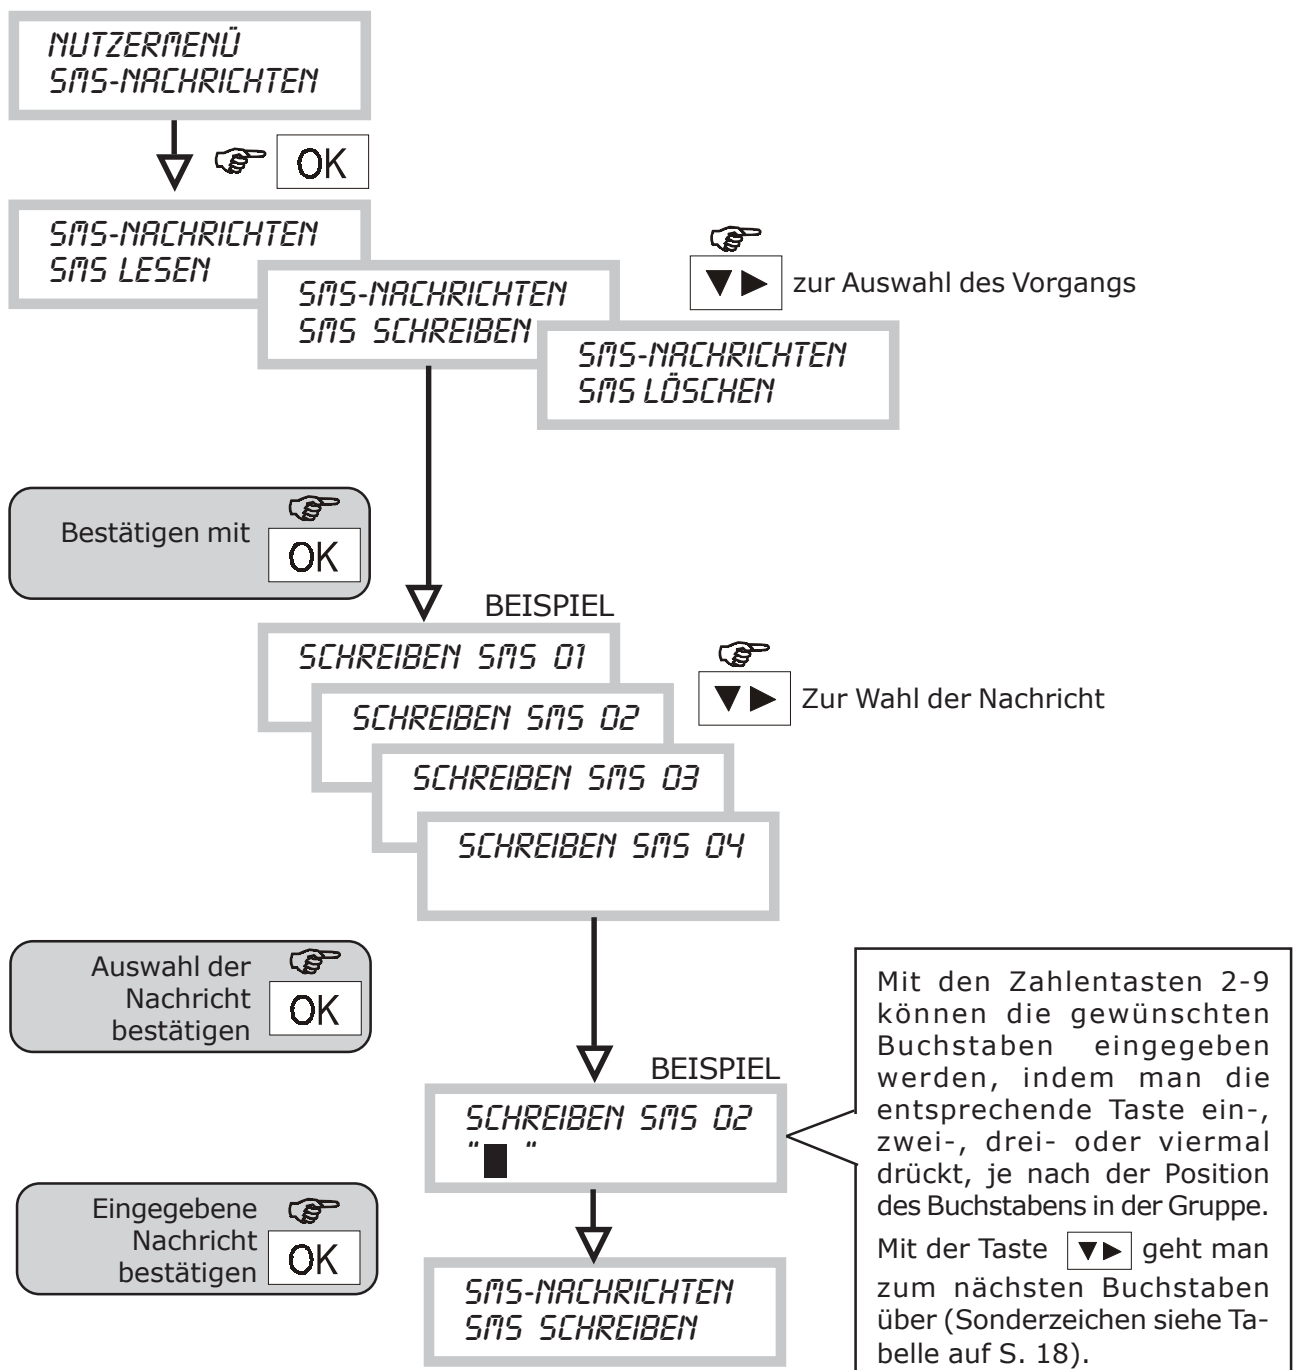 NUTZERMENÜ
SMS-NACHRICHTEN
OK
SMS-NACHRICHTEN
SMS LESEN
SMS-NACHRICHTEN
SMS SCHREIBEN
SMS-NACHRICHTEN
SMS LÖSCHEN
▼► zur Auswahl des Vorgangs
Bestätigen mit
OK
BEISPIEL
SCHREIBEN SMS 01
SCHREIBEN SMS 02
SCHREIBEN SMS 03
SCHREIBEN SMS 04
▼► Zur Wahl der Nachricht
Auswahl der
Nachricht
bestätigen
OK
BEISPIEL
SCHREIBEN SMS 02
"█ "
Mit den Zahlentasten 2-9
können die gewünschten
Buchstaben eingegeben
werden, indem man die
entsprechende Taste ein-,
zwei-, drei- oder viermal
drückt, je nach der Position
des Buchstabens in der Gruppe.
Mit der Taste ▼► geht man
zum nächsten Buchstaben
über (Sonderzeichen siehe Ta-
belle auf S. 18).
Eingegebene
Nachricht
bestätigen
OK
SMS-NACHRICHTEN
SMS SCHREIBEN